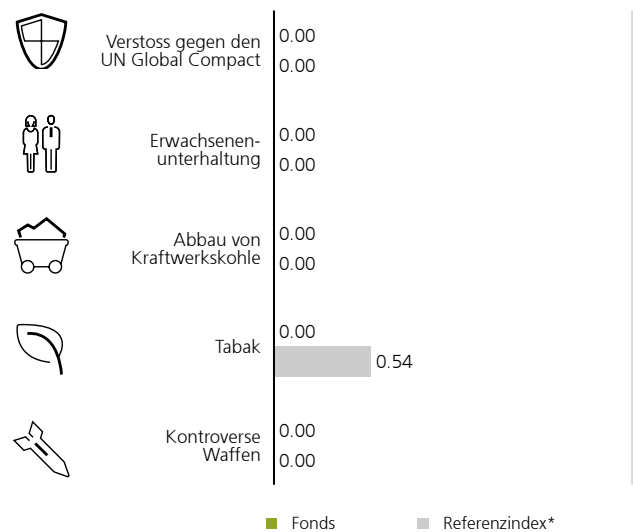 Verstoss gegen den
UN Global Compact
0.00
0.00
Erwachsenen-
unterhaltung
0.00
0.00
Abbau von
Kraftwerkskohle
0.00
0.00
Tabak
0.00
0.54
Kontroverse
Waffen
0.00
0.00
Fonds
Referenzindex*